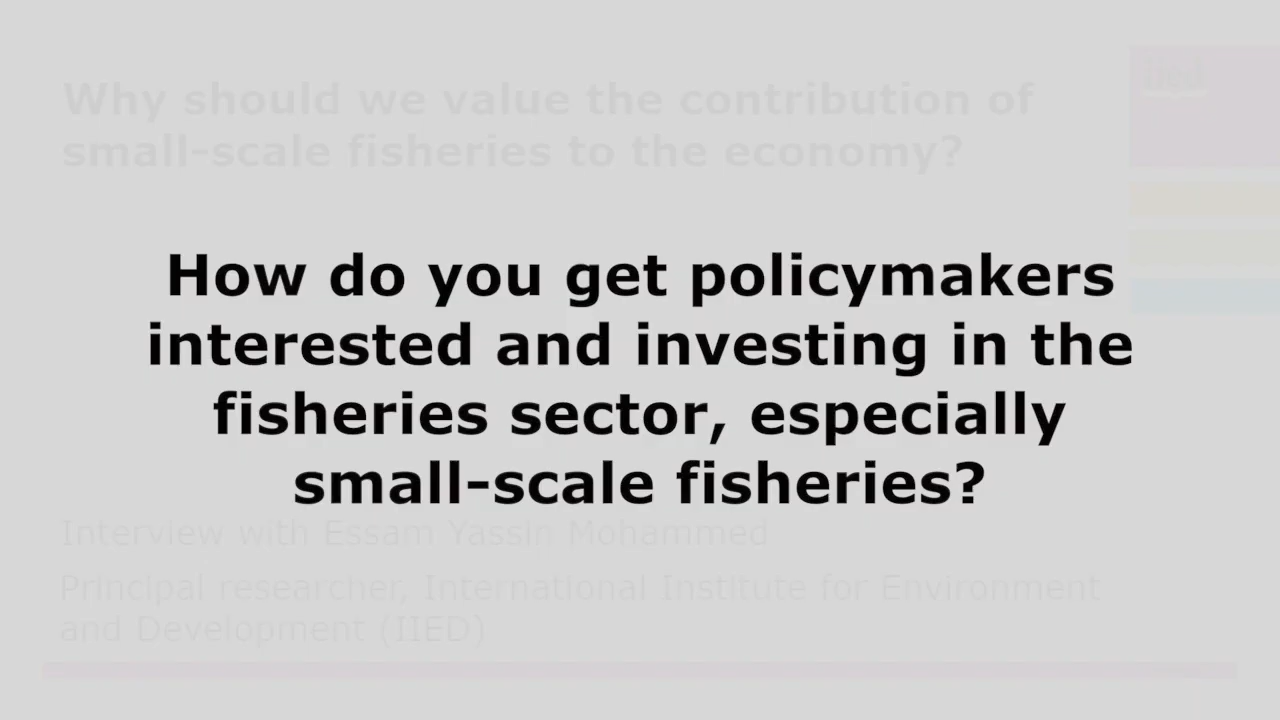 Why should we value the contribution of
small-scale fisheries to the economy?
iied
How do you get policymakers
interested and investing in the
fisheries sector, especially
small-scale fisheries?
Interview with Essam Yassin Mohammed
Principal researcher, International Institute for Environment
and Development (IIED)